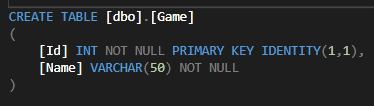 CREATE TABLE [dbo].[Game]
(
    [Id] INT NOT NULL PRIMARY KEY IDENTITY(1,1),
    [Name] VARCHAR(50) NOT NULL
)